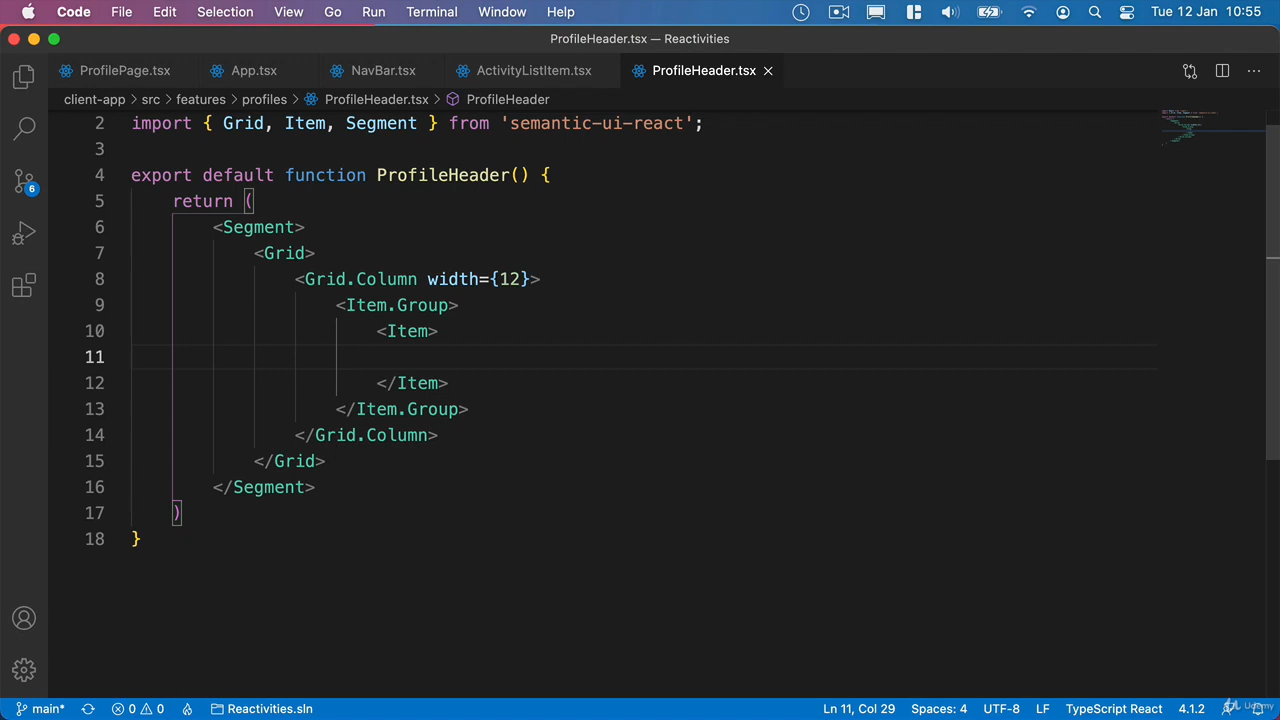 Code File Edit Selection View Go Run Terminal Window Help Tue 12 Jan 10:55
ProfileHeader.tsx — Reactivities
ProfilePage.tsx App.tsx NavBar.tsx ActivityListItem.tsx ProfileHeader.tsx
client-app > src > features > profiles > ProfileHeader.tsx > ProfileHeader
2 import { Grid, Item, Segment } from 'semantic-ui-react';
3
4 export default function ProfileHeader() {
5 return (
6 <Segment>
7 <Grid>
8 <Grid.Column width={12}>
9 <Item.Group>
10 <Item>
11
12 </Item>
13 </Item.Group>
14 </Grid.Column>
15 </Grid>
16 </Segment>
17 )
18 }
6
main* 0 0 Reactivities.sln Ln 11, Col 29 Spaces: 4 UTF-8 LF TypeScript React 4.1.2 Udemy